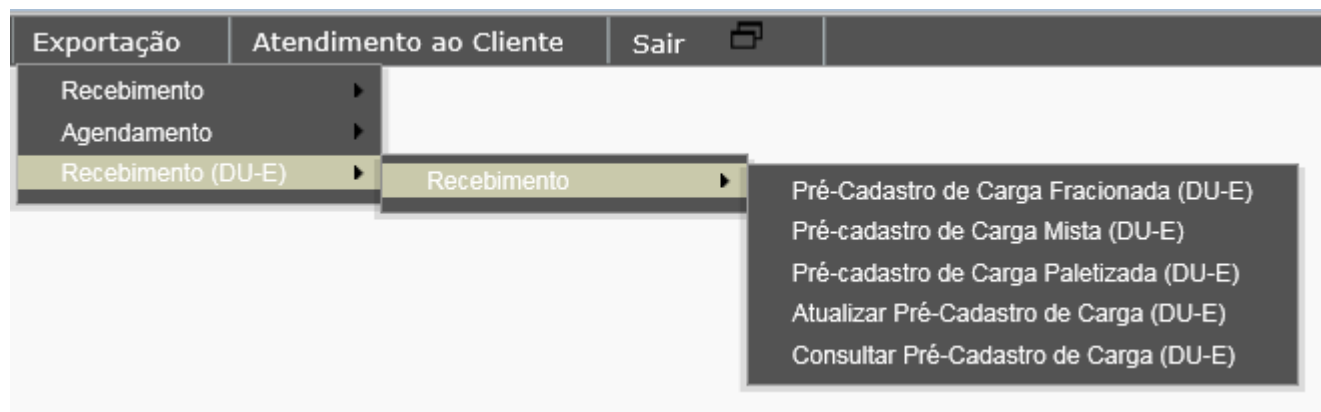 Exportação Atendimento ao Cliente Sair
Recebimento
Agendamento
Recebimento (DU-E)
Recebimento
Pré-Cadastro de Carga Fracionada (DU-E)
Pré-cadastro de Carga Mista (DU-E)
Pré-cadastro de Carga Paletizada (DU-E)
Atualizar Pré-Cadastro de Carga (DU-E)
Consultar Pré-Cadastro de Carga (DU-E)